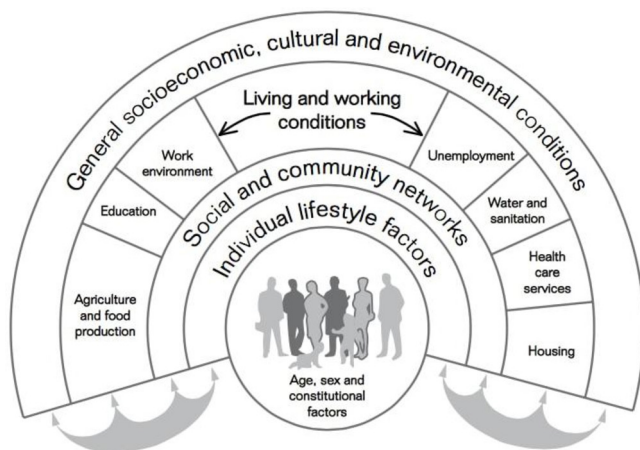 General socioeconomic, cultural and environmental conditions
Living and working
conditions
Work
environment
Unemployment
Education
Water and
sanitation
Agriculture
and food
production
Health
care
services
Housing
Social and community networks
Individual lifestyle factors
Age, sex and
constitutional
factors